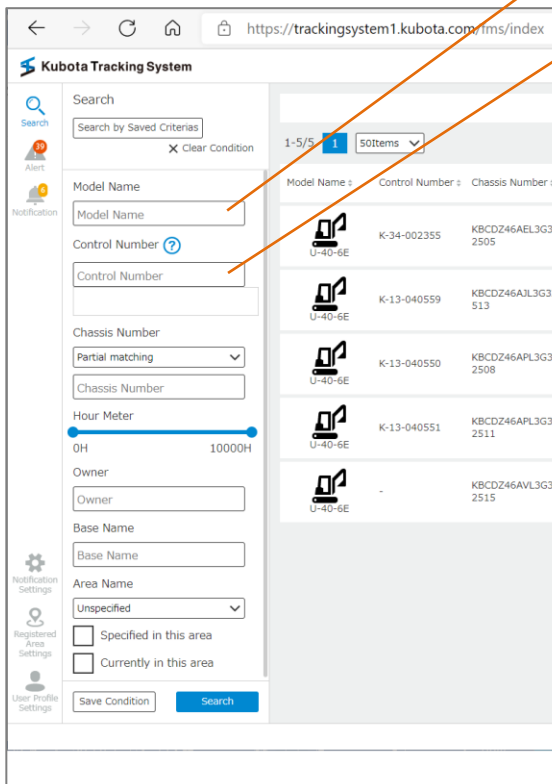 https://trackingsystem1.kubota.com/fms/index
Kubota Tracking System
Search
Alert
39
Notification
6
Notification
Settings
Registered
Area
Settings
User Profile
Settings
Search
Search by Saved Criterias
X Clear Condition
Model Name
Model Name
Control Number ?
Control Number
Chassis Number
Partial matching
Chassis Number
Hour Meter
0H 10000H
Owner
Owner
Base Name
Base Name
Area Name
Unspecified
Specified in this area
Currently in this area
Save Condition Search
1-5/5 1 50Items
Model Name Control Number Chassis Number
U-40-6E K-34-002355 KBCDZ46AEL3G3
2505
U-40-6E K-13-040559 KBCDZ46AJL3G3
513
U-40-6E K-13-040550 KBCDZ46APL3G3
2508
U-40-6E K-13-040551 KBCDZ46APL3G3
2511
U-40-6E - KBCDZ46AVL3G3
2515